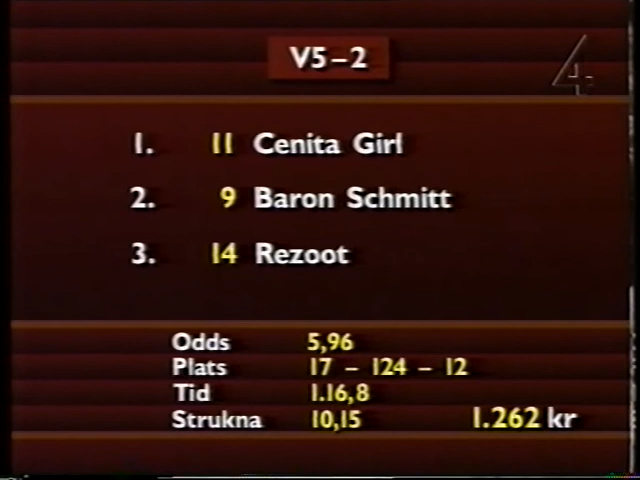 V5-2
4
1. 11 Cenita Girl
2. 9 Baron Schmitt
3. 14 Rezoot
Odds 5,96
Plats 17 - 124 - 12
Tid 1.16,8
Strukna 10,15 1.262 kr